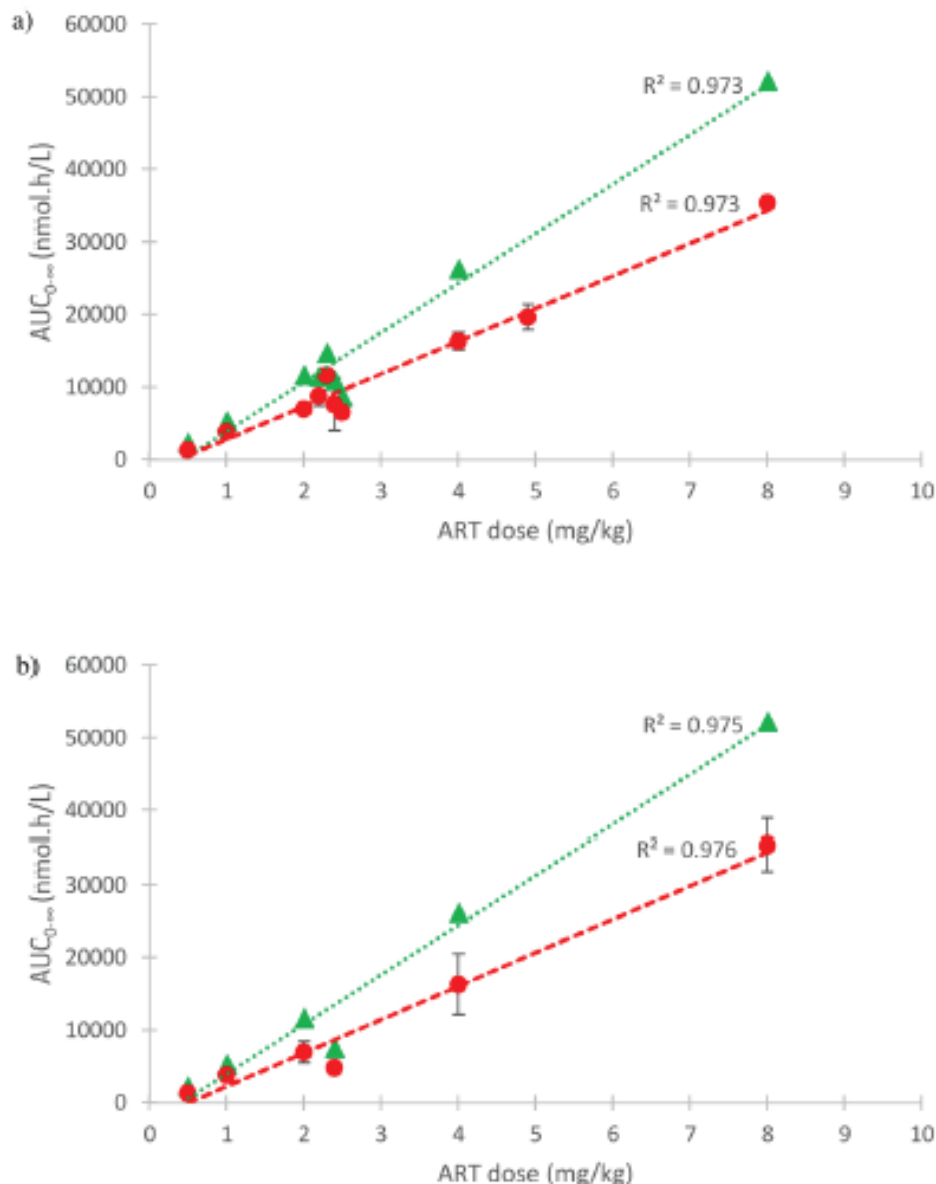 a)
60000
50000
40000
30000
20000
10000
0
AUC0-∞ (nmol.h/L)
R² = 0.973
R² = 0.973
0 1 2 3 4 5 6 7 8 9 10
ART dose (mg/kg)
b)
60000
50000
40000
30000
20000
10000
0
AUC0-∞ (nmoll.h/L)
R² = 0.975
R² = 0.976
0 1 2 3 4 5 6 7 8 9 10
ART dose (mg/kg)